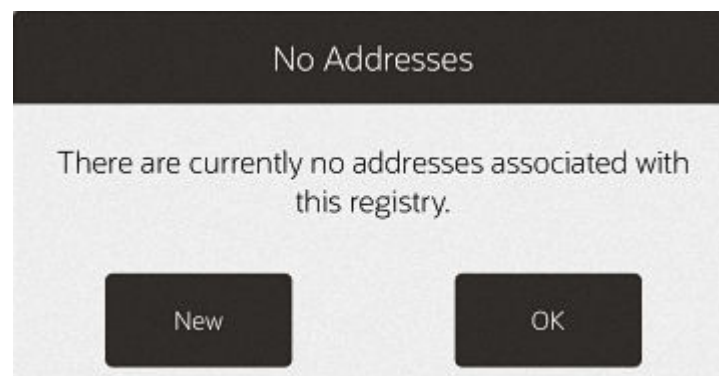 No Addresses
There are currently no addresses associated with
this registry.
New
OK